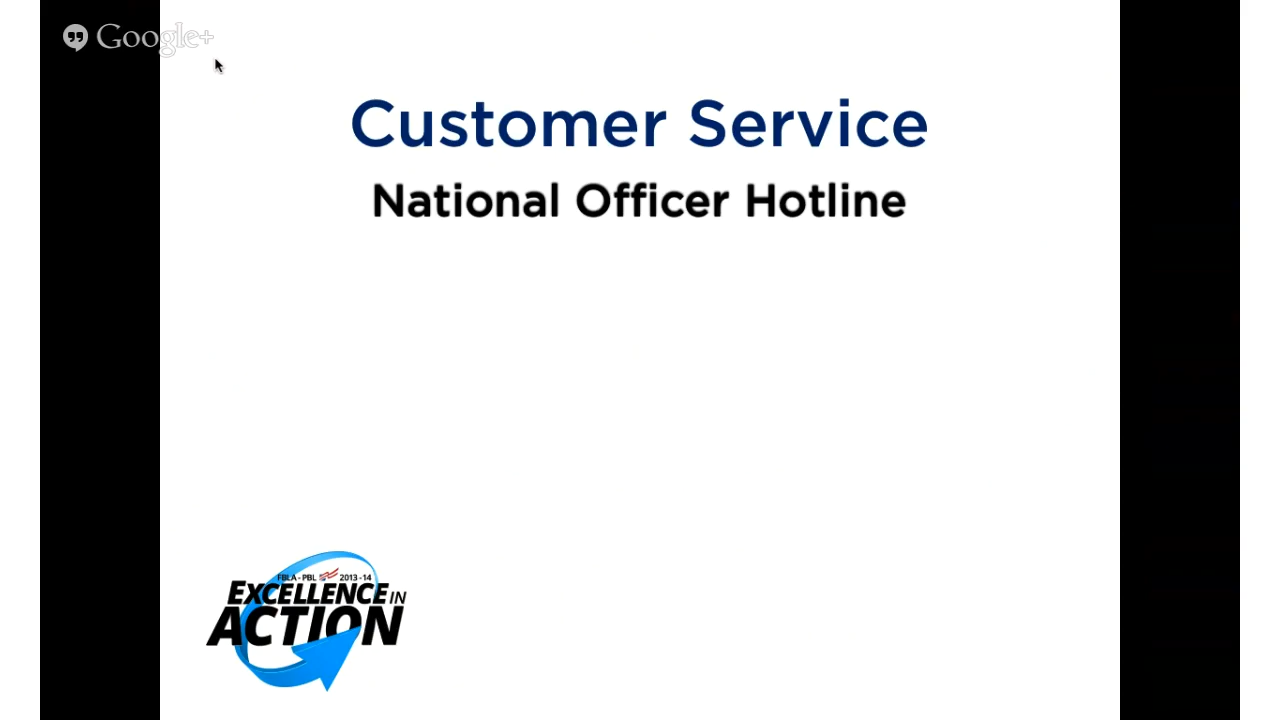 Google+
Customer Service
National Officer Hotline
FBLA-PBL 2013-14
EXCELLENCE IN
ACTION